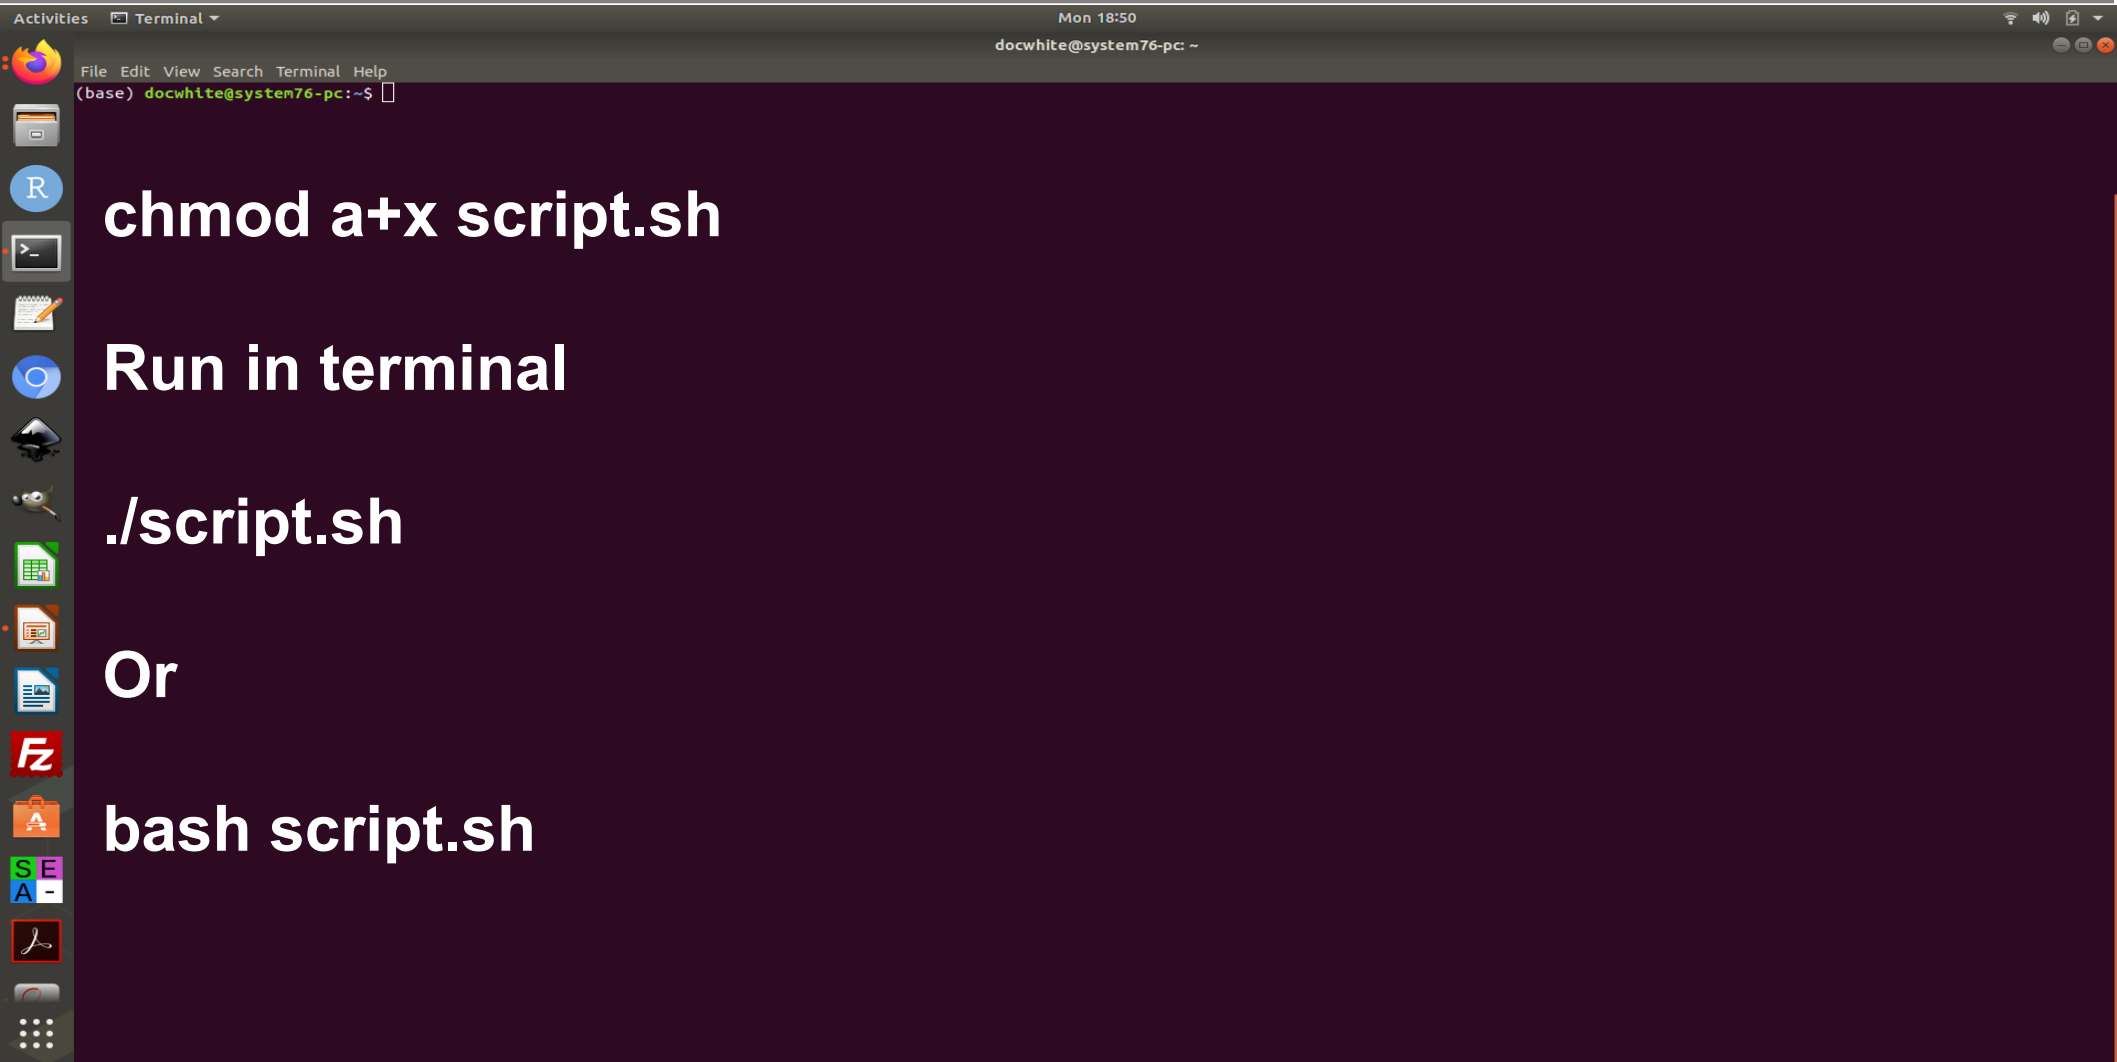 Activities Terminal Mon 18:50
docwhite@system76-pc: ~
File Edit View Search Terminal Help
(base) docwhite@system76-pc:~$
chmod a+x script.sh
R
>_
Run in terminal
./script.sh
Or
Fz
bash script.sh
A
S E
A -